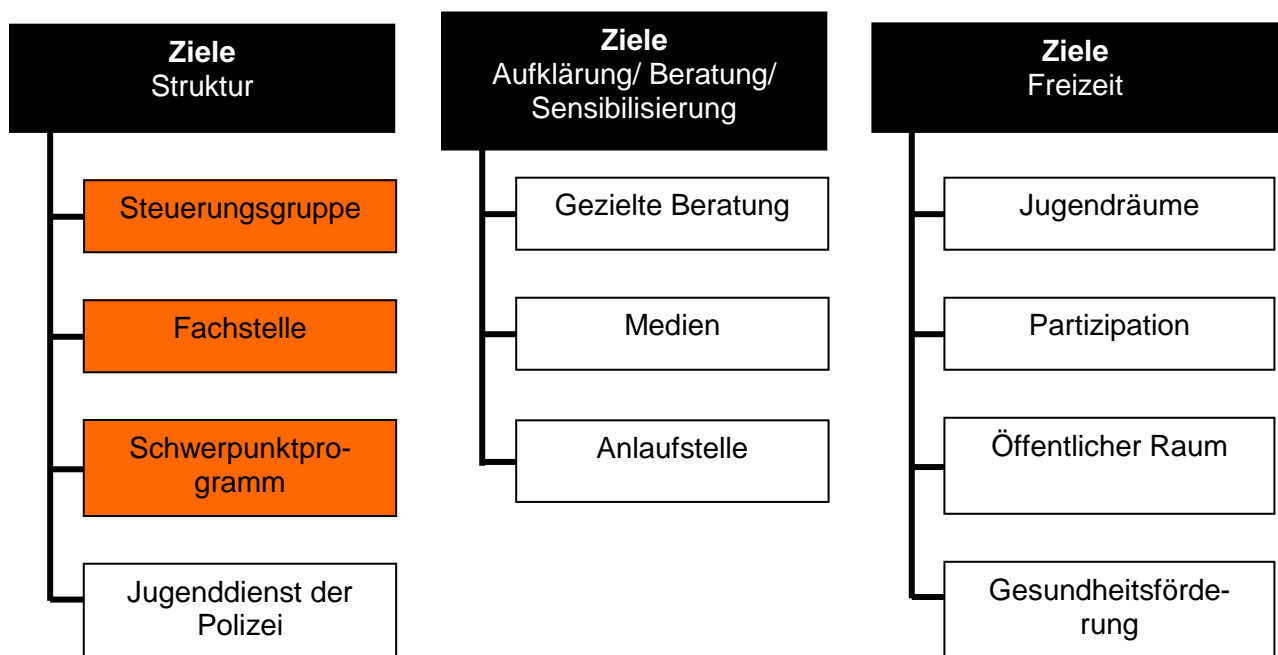 Ziele
Struktur
Steuerungsgruppe
Fachstelle
Schwerpunktpro-
gramm
Jugenddienst der
Polizei
Ziele
Aufklärung/ Beratung/
Sensibilisierung
Gezielte Beratung
Medien
Anlaufstelle
Ziele
Freizeit
Jugendräume
Partizipation
Öffentlicher Raum
Gesundheitsförde-
rung